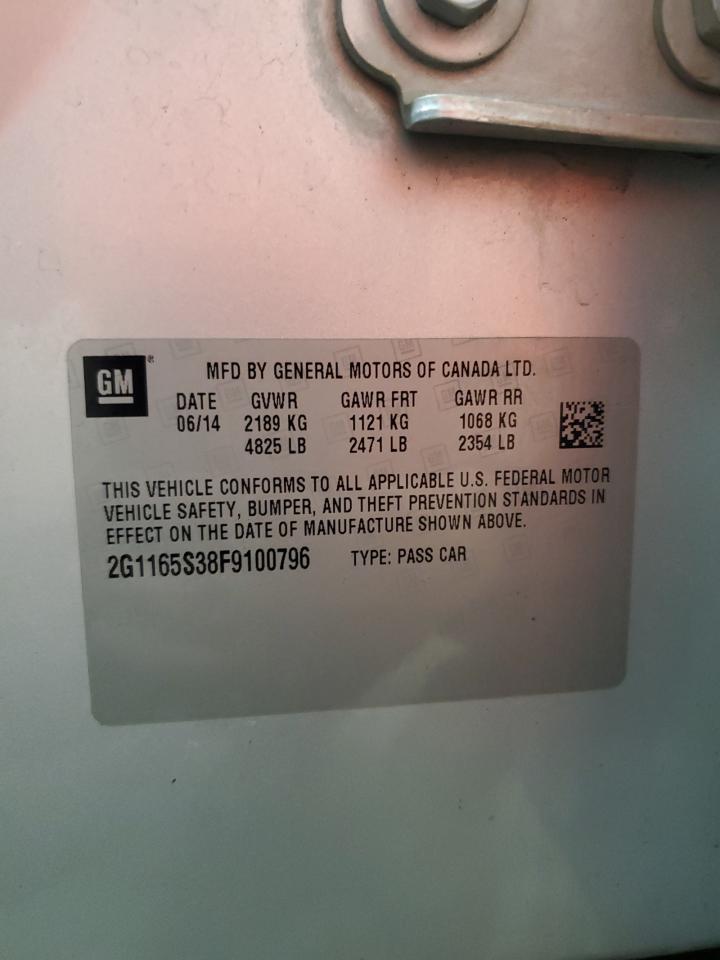 GM®
MFD BY GENERAL MOTORS OF CANADA LTD.
DATE GVWR GAWR FRT GAWR RR
06/14 2189 KG 1121 KG 1068 KG
4825 LB 2471 LB 2354 LB
THIS VEHICLE CONFORMS TO ALL APPLICABLE U.S. FEDERAL MOTOR
VEHICLE SAFETY, BUMPER, AND THEFT PREVENTION STANDARDS IN
EFFECT ON THE DATE OF MANUFACTURE SHOWN ABOVE.
2G1165S38F9100796 TYPE: PASS CAR